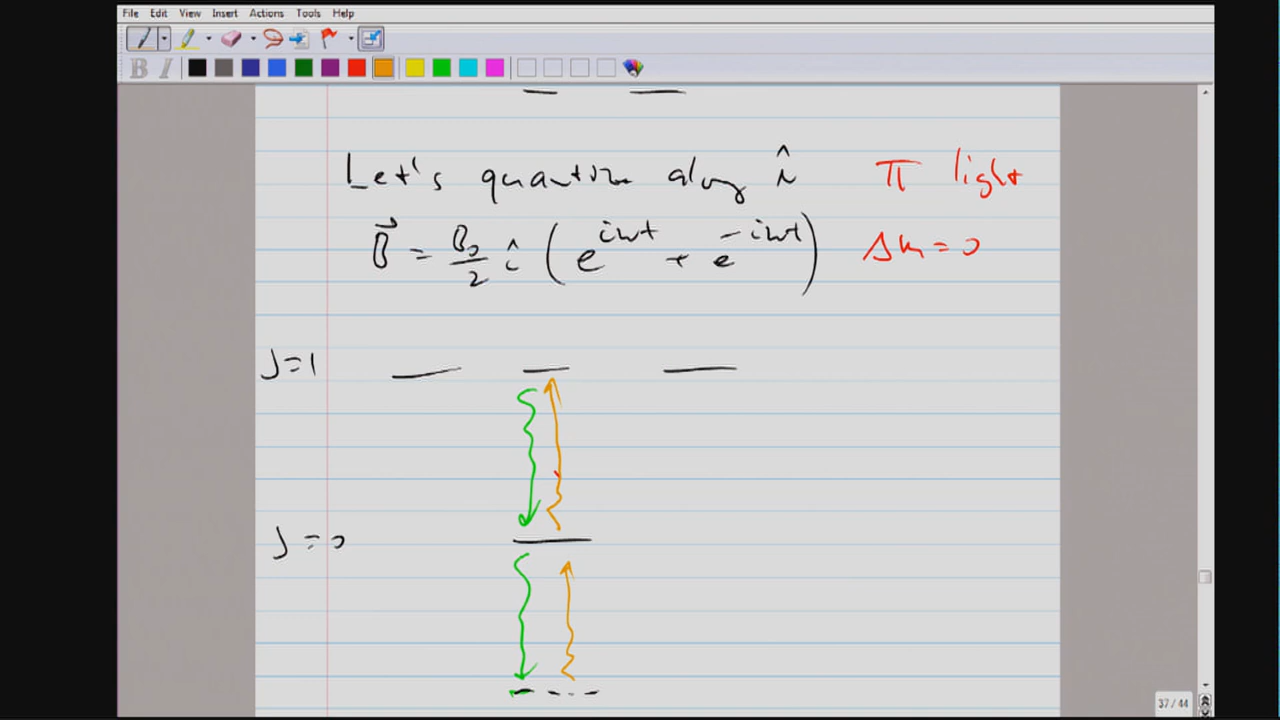 File Edit View Insert Actions Tools Help
B I
Let's quantize along î π light
B⃗ = B₀/2 î (e^{iωt} + e^{-iωt}) Δm = 0
J=1
J=0
37 / 44